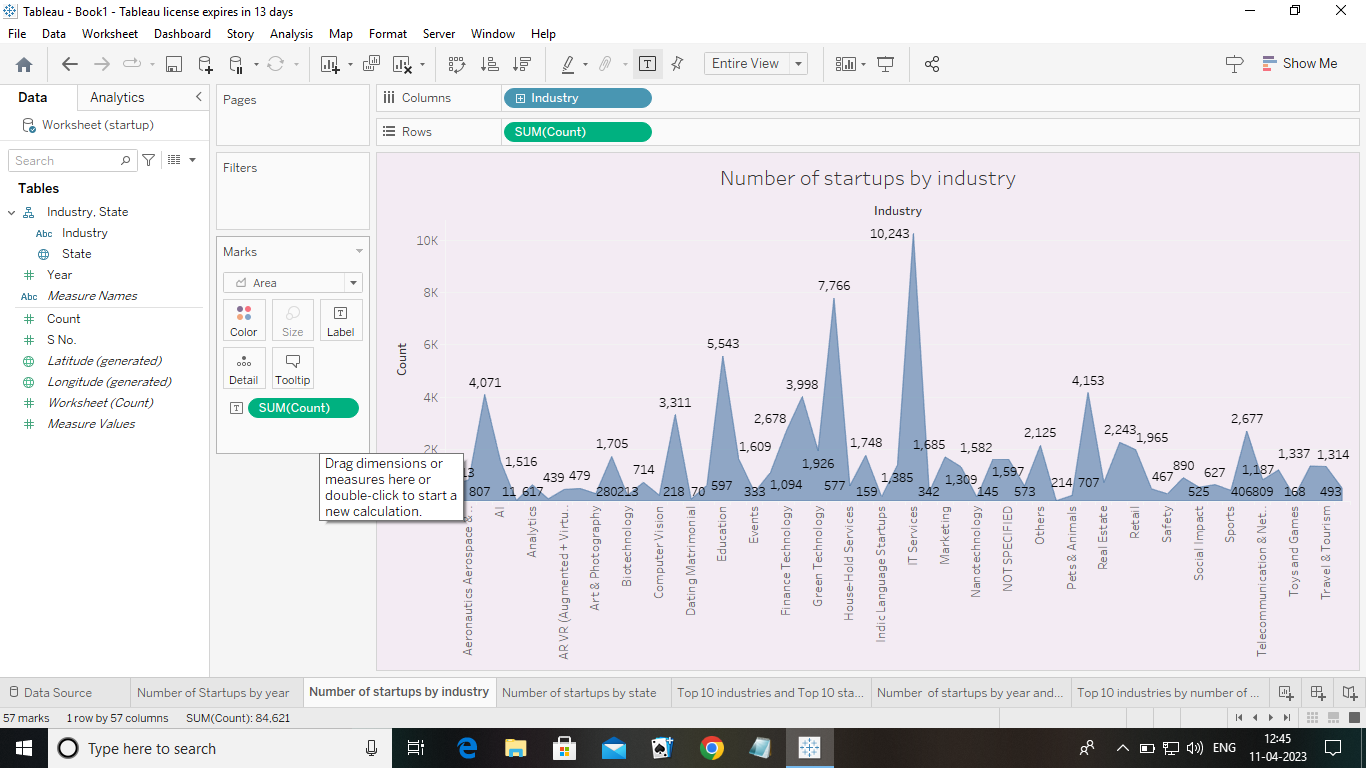 Tableau - Book1 - Tableau license expires in 13 days
File Data Worksheet Dashboard Story Analysis Map Format Server Window Help
Entire View
Show Me
Data Analytics
Worksheet (startup)
Search
Tables
Industry, State
Abc Industry
State
Year
Abc Measure Names
Count
S No.
Latitude (generated)
Longitude (generated)
Worksheet (Count)
Measure Values
Pages
Filters
Marks
Area
Color Size Label
Detail Tooltip
SUM(Count)
Drag dimensions or
measures here or
double-click to start a
new calculation.
Columns Industry
Rows SUM(Count)
Number of startups by industry
Industry
Count
10K
8K
6K
4K
2K
10,243
7,766
5,543
4,071
3,998
4,153
3,311
2,678
2,677
1,705
1,609
1,748
1,685
1,582
2,125
2,243
1,965
1,516
1,926
1,385
1,309
1,597
1,187
1,337
1,314
13
807
11
617
439
479
280
213
714
218
70
597
333
1,094
577
159
342
145
573
214
707
467
890
525
627
406
809
168
493
Aeronautics Aerospace & ..
AI
Analytics
AR VR (Augmented + Virtu..
Art & Photography
Biotechnology
Computer Vision
Dating Matrimonial
Education
Events
Finance Technology
Green Technology
House-Hold Services
Indic Language Startups
IT Services
Marketing
Nanotechnology
NOT SPECIFIED
Others
Pets & Animals
Real Estate
Retail
Safety
Social Impact
Sports
Telecommunication & Net..
Toys and Games
Travel & Tourism
Data Source Number of Startups by year Number of startups by industry Number of startups by state Top 10 industries and Top 10 sta... Number of startups by year and... Top 10 industries by number of ...
57 marks 1 row by 57 columns SUM(Count): 84,621
Type here to search
ENG
12:45
11-04-2023